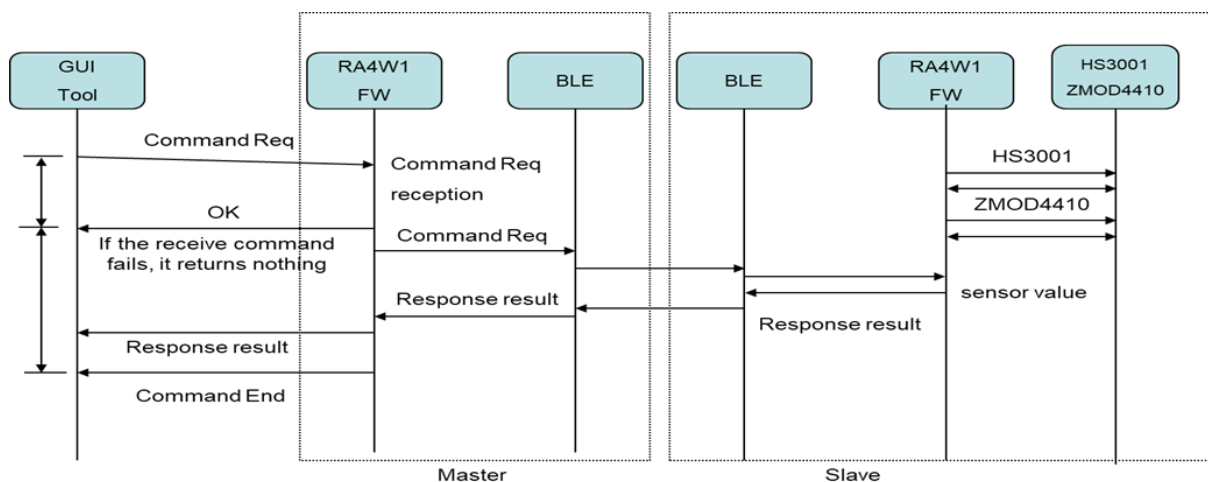 GUI
Tool
RA4W1
FW
BLE
BLE
RA4W1
FW
HS3001
ZMOD4410
Command Req
Command Req
reception
HS3001
OK
ZMOD4410
If the receive command
fails, it returns nothing
Command Req
Response result
sensor value
Response result
Response result
Command End
Master
Slave